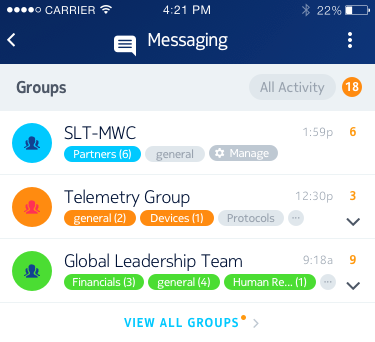 CARRIER 4:21 PM 22%
Messaging
Groups All Activity 18
SLT-MWC 1:59p 6
Partners (6) general Manage
Telemetry Group 12:30p 3
general (2) Devices (1) Protocols ...
Global Leadership Team 9:18a 9
Financials (3) general (4) Human Re... (1) ...
VIEW ALL GROUPS